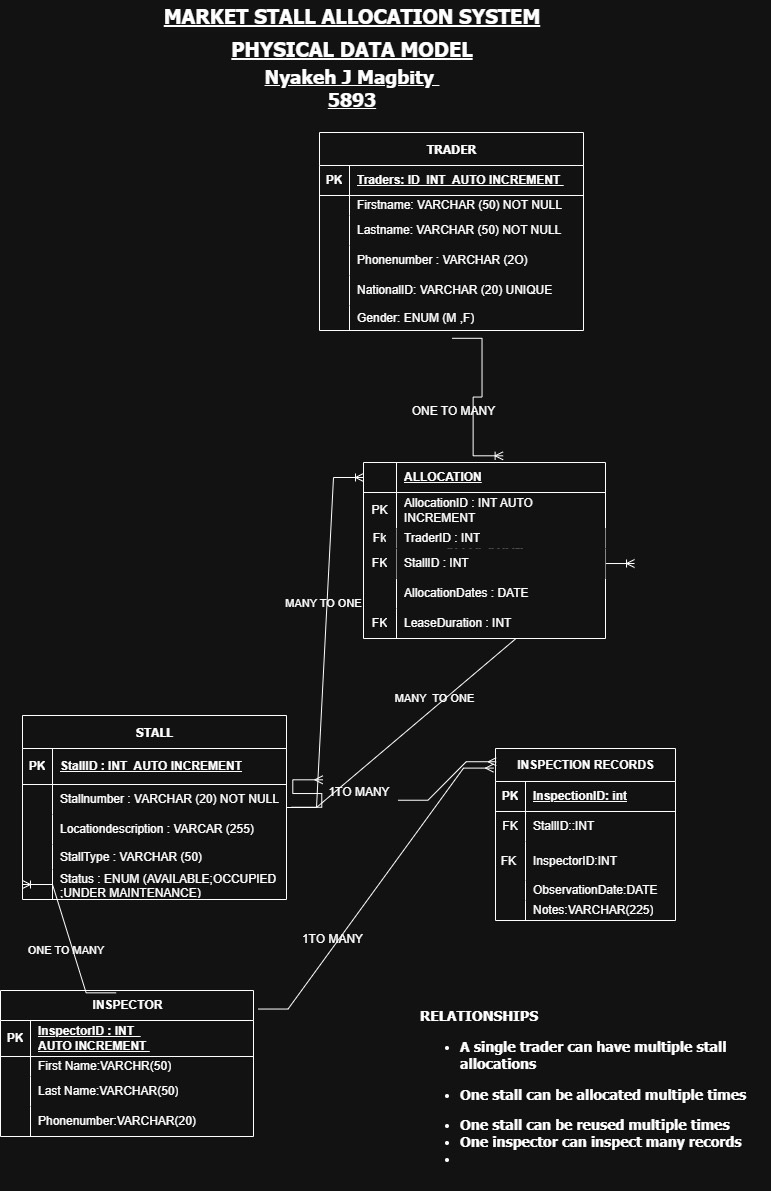 MARKET STALL ALLOCATION SYSTEM
PHYSICAL DATA MODEL
Nyakeh J Magbity
5893
TRADER
PK Traders: ID INT AUTO INCREMENT
Firstname: VARCHAR (50) NOT NULL
Lastname: VARCHAR (50) NOT NULL
Phonenumber : VARCHAR (2O)
NationalID: VARCHAR (20) UNIQUE
Gender: ENUM (M ,F)
ONE TO MANY
ALLOCATION
PK AllocationID : INT AUTO
INCREMENT
Fk TraderID : INT
FK StallID : INT
AllocationDates : DATE
FK LeaseDuration : INT
MANY TO ONE
MANY TO ONE
STALL
PK StallID : INT AUTO INCREMENT
Stallnumber : VARCHAR (20) NOT NULL
Locationdescription : VARCAR (255)
StallType : VARCHAR (50)
Status : ENUM (AVAILABLE;OCCUPIED
;UNDER MAINTENANCE)
1TO MANY
INSPECTION RECORDS
PK InspectionID: int
FK StallID::INT
FK InspectorID:INT
ObservationDate:DATE
Notes:VARCHAR(225)
1TO MANY
ONE TO MANY
INSPECTOR
PK InspectorID : INT
AUTO INCREMENT
First Name:VARCHR(50)
Last Name:VARCHAR(50)
Phonenumber:VARCHAR(20)
RELATIONSHIPS
• A single trader can have multiple stall
allocations
• One stall can be allocated multiple times
• One stall can be reused multiple times
• One inspector can inspect many records
•